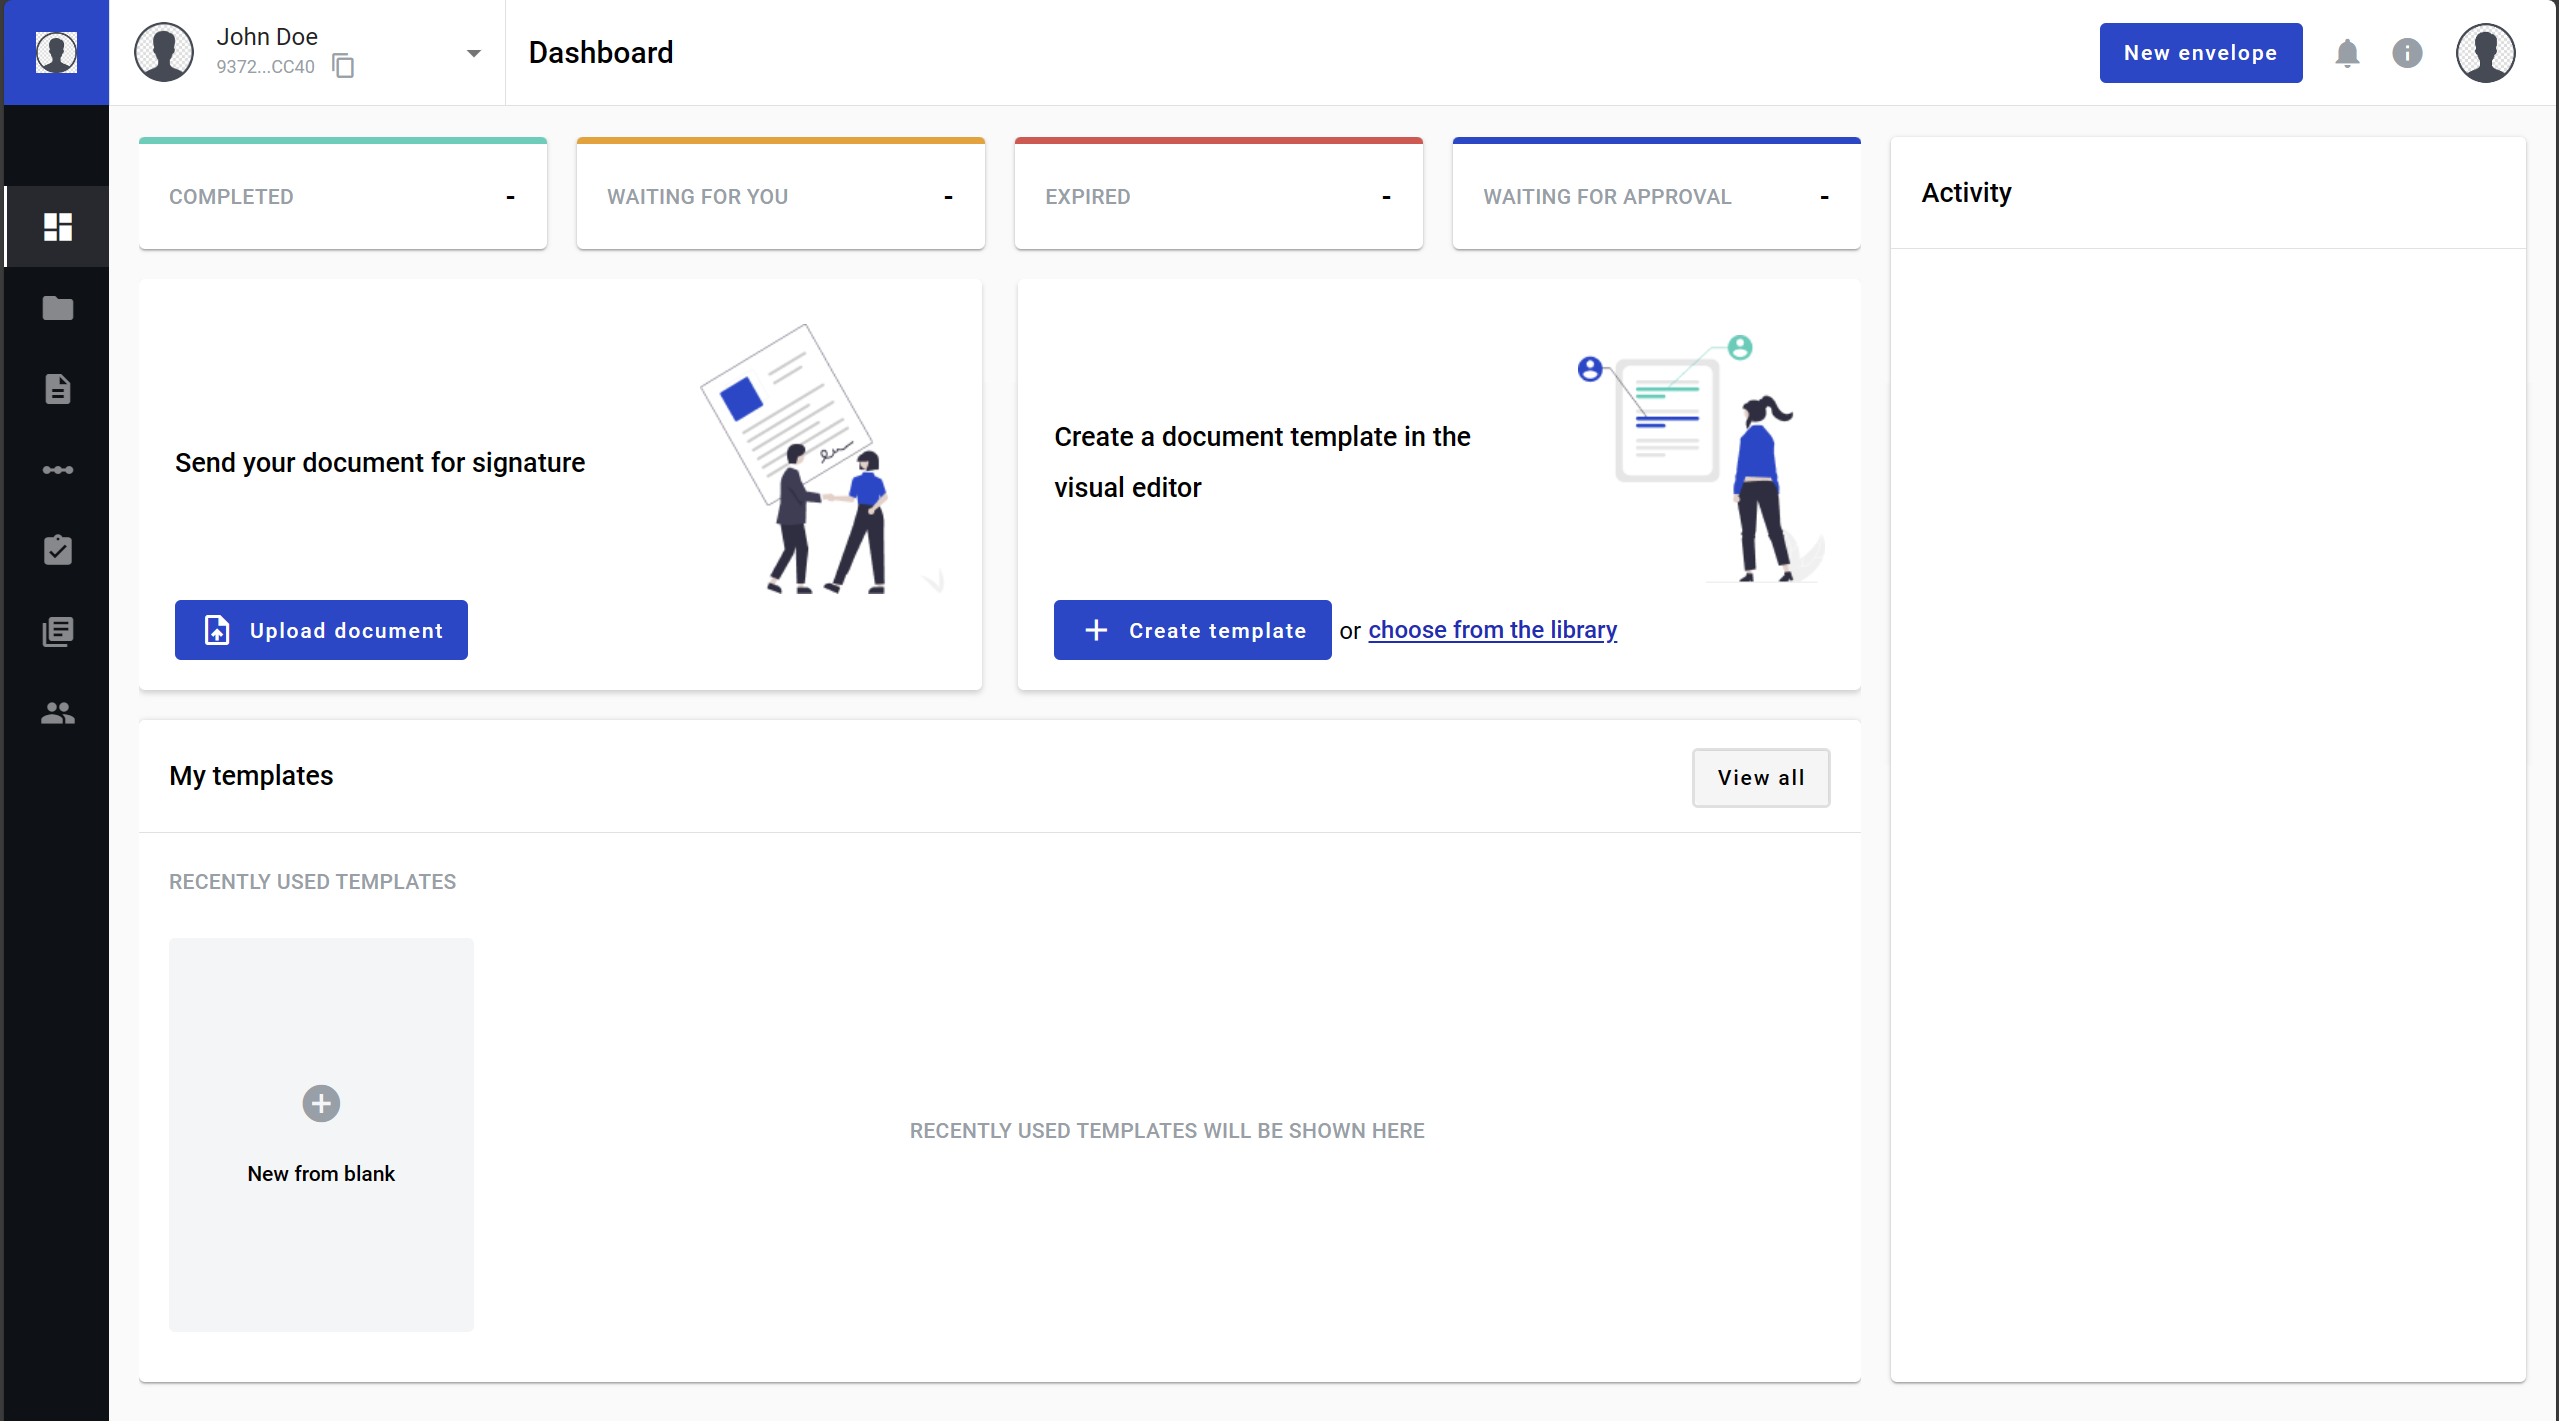 John Doe
9372...CC40
Dashboard
New envelope
COMPLETED -
WAITING FOR YOU -
EXPIRED -
WAITING FOR APPROVAL -
Activity
Send your document for signature
Upload document
Create a document template in the
visual editor
Create template or choose from the library
My templates
View all
RECENTLY USED TEMPLATES
New from blank
RECENTLY USED TEMPLATES WILL BE SHOWN HERE